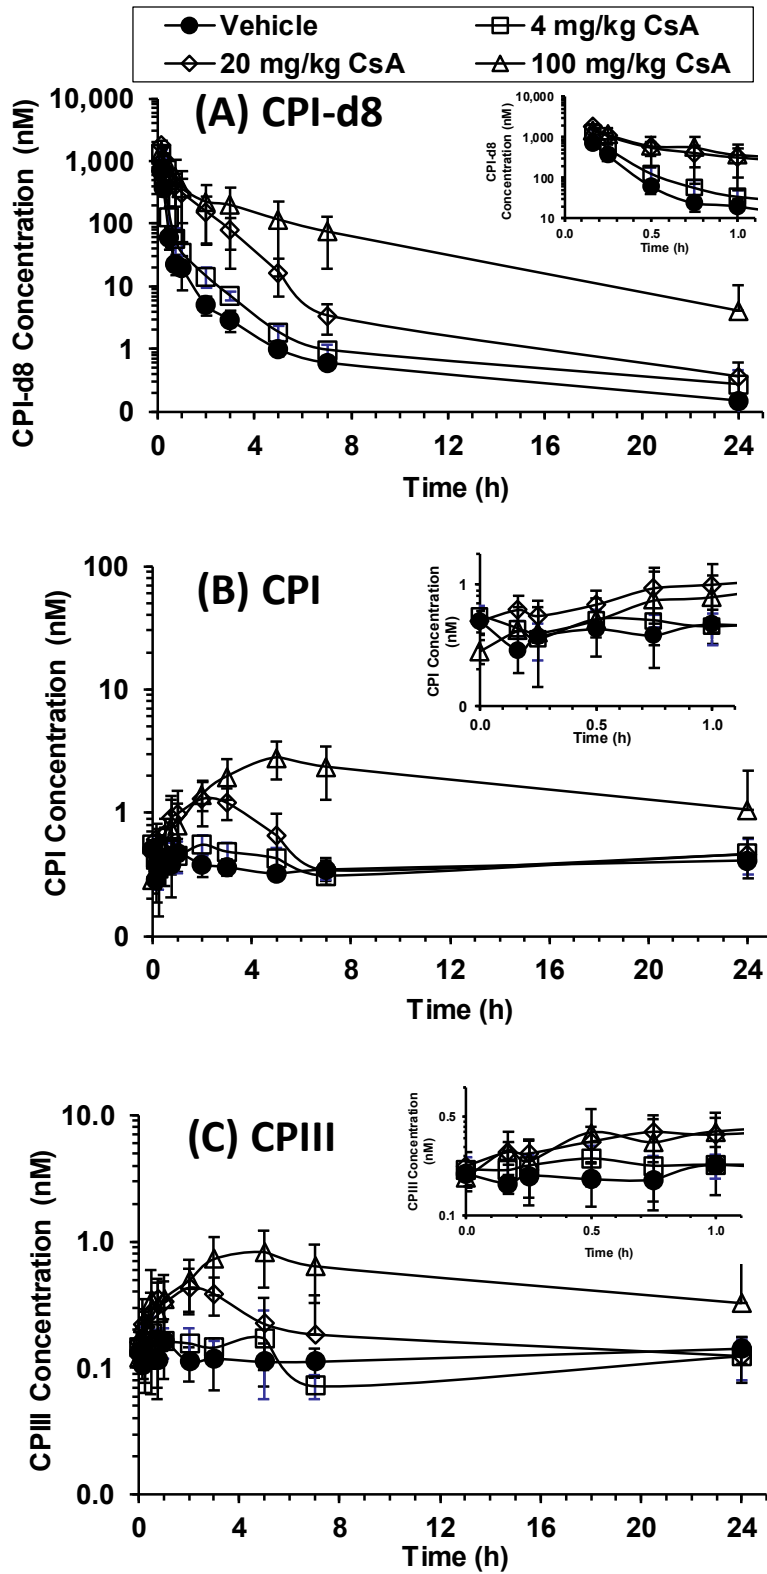 Vehicle
4 mg/kg CsA
20 mg/kg CsA
100 mg/kg CsA
(A) CPI-d8
CPI-d8 Concentration (nM)
10,000
1,000
100
10
1
0
0 4 8 12 16 20 24
Time (h)
CPI-d8
Concentration (nM)
10,000
1,000
100
10
0.0 0.5 1.0
Time (h)
(B) CPI
CPI Concentration (nM)
100
10
1
0
0 4 8 12 16 20 24
Time (h)
CPI Concentration
(nM)
1
0
0.0 0.5 1.0
Time (h)
(C) CPIII
CPIII Concentration (nM)
10.0
1.0
0.1
0.0
0 4 8 12 16 20 24
Time (h)
CPIII Concentration
(nM)
0.5
0.1
0.0 0.5 1.0
Time (h)